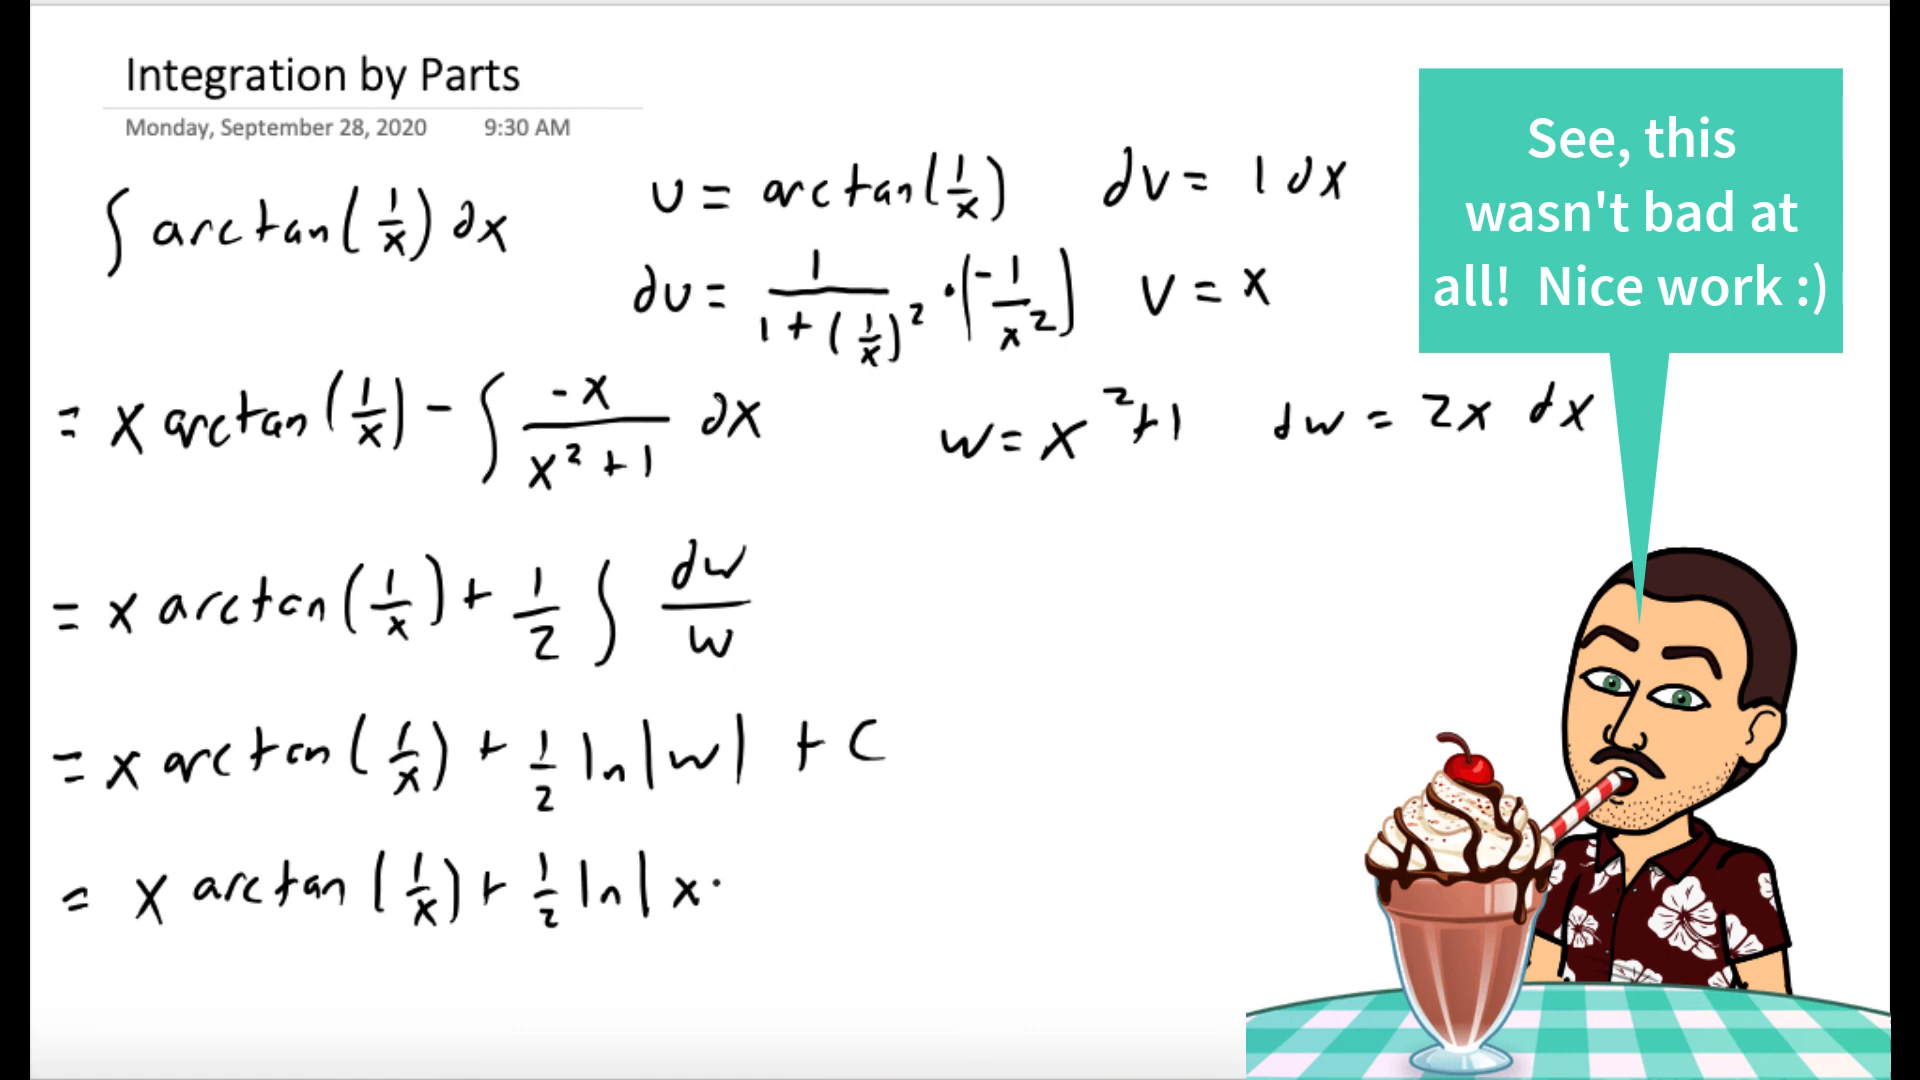 Integration by Parts
Monday, September 28, 2020 9:30 AM
∫ arctan(1/x) dx
u = arctan(1/x) dv = 1 dx
du = 1/(1+(1/x)²) · (-1/x²) v = x
= x arctan(1/x) - ∫ -x/(x²+1) dx
w = x²+1 dw = 2x dx
= x arctan(1/x) + 1/2 ∫ dw/w
= x arctan(1/x) + 1/2 ln|w| + C
= x arctan(1/x) + 1/2 ln|x
See, this
wasn't bad at
all! Nice work :)